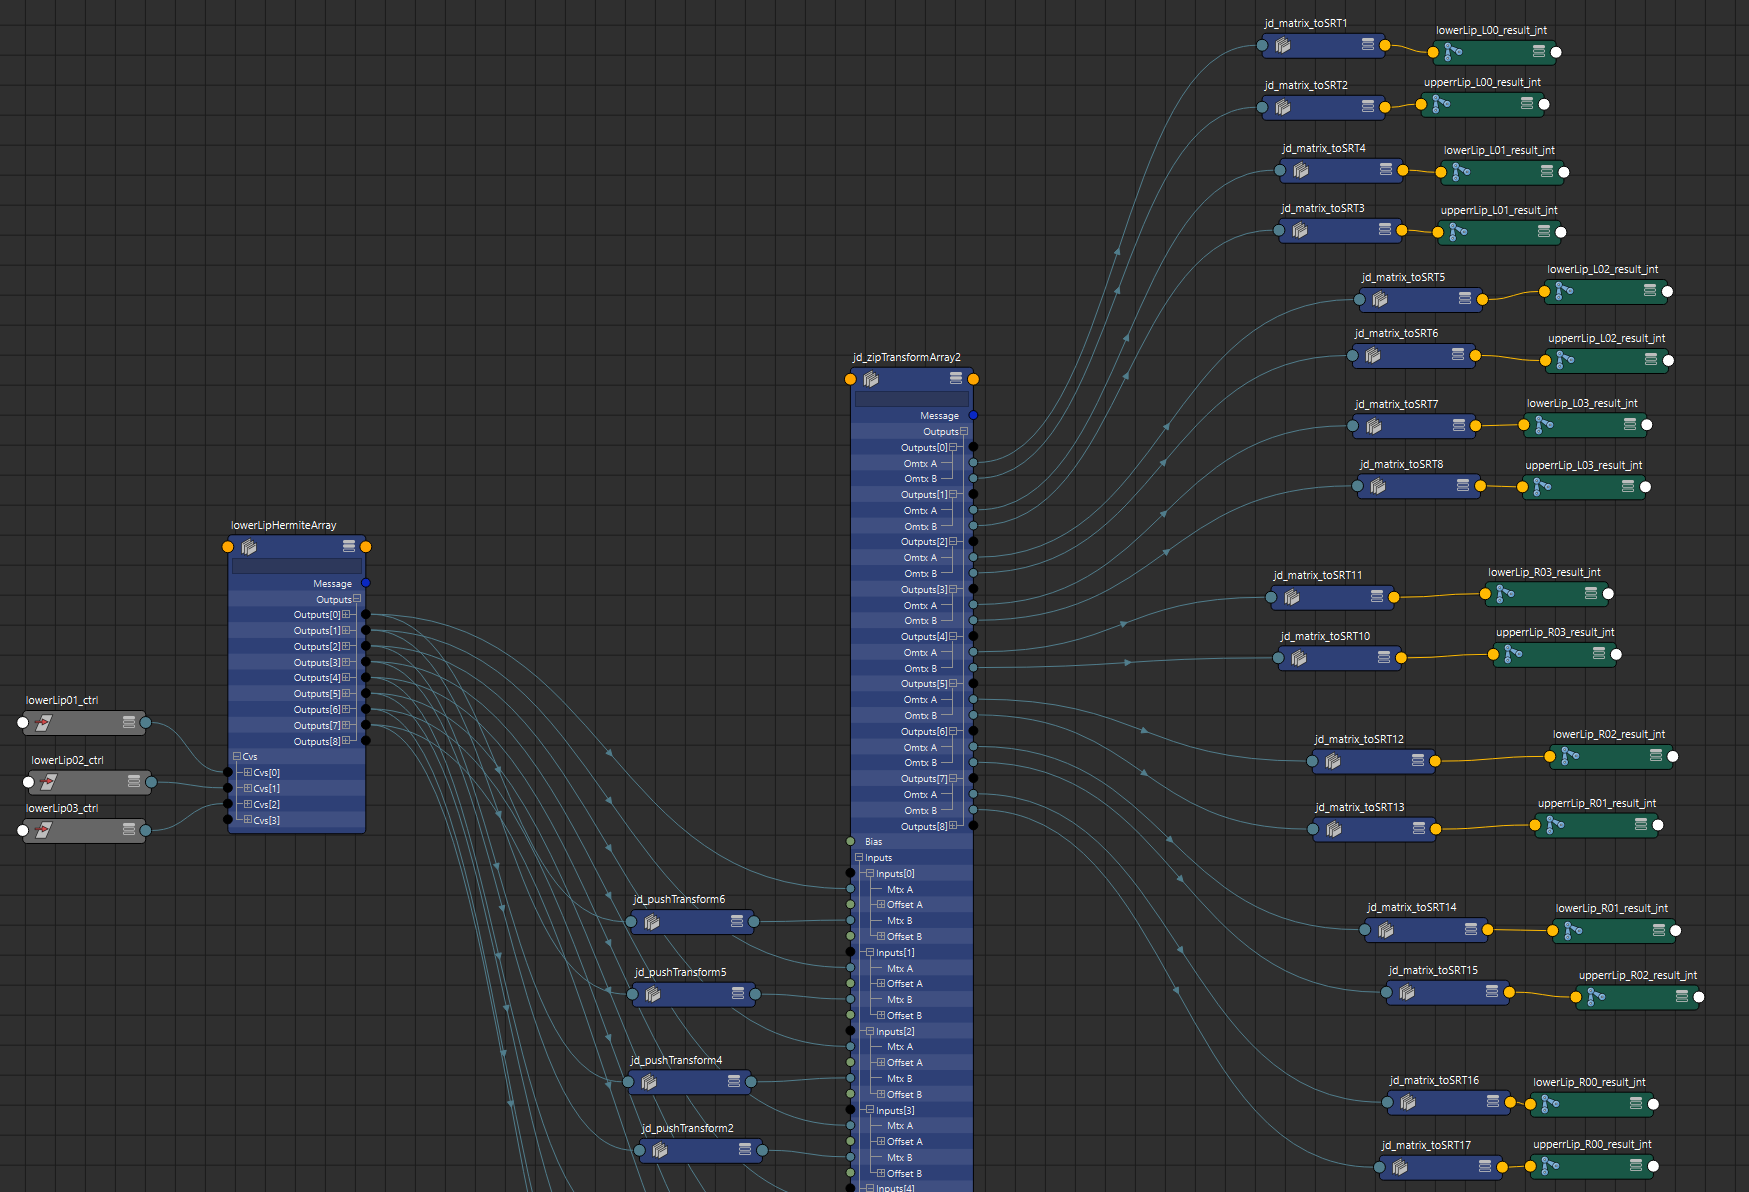 jd_matrix_toSRT1
lowerLip_L00_result_jnt
jd_matrix_toSRT2
upperrLip_L00_result_jnt
jd_matrix_toSRT4
lowerLip_L01_result_jnt
jd_matrix_toSRT3
upperrLip_L01_result_jnt
jd_matrix_toSRT5
lowerLip_L02_result_jnt
jd_matrix_toSRT6
upperrLip_L02_result_jnt
jd_matrix_toSRT7
lowerLip_L03_result_jnt
jd_matrix_toSRT8
upperrLip_L03_result_jnt
jd_matrix_toSRT11
lowerLip_R03_result_jnt
jd_matrix_toSRT10
upperrLip_R03_result_jnt
jd_matrix_toSRT12
lowerLip_R02_result_jnt
jd_matrix_toSRT13
upperrLip_R01_result_jnt
jd_matrix_toSRT14
lowerLip_R01_result_jnt
jd_matrix_toSRT15
upperrLip_R02_result_jnt
jd_matrix_toSRT16
lowerLip_R00_result_jnt
jd_matrix_toSRT17
upperrLip_R00_result_jnt
jd_zipTransformArray2
Message
Outputs
Outputs[0]
Omtx A
Omtx B
Outputs[1]
Omtx A
Omtx B
Outputs[2]
Omtx A
Omtx B
Outputs[3]
Omtx A
Omtx B
Outputs[4]
Omtx A
Omtx B
Outputs[5]
Omtx A
Omtx B
Outputs[6]
Omtx A
Omtx B
Outputs[7]
Omtx A
Omtx B
Outputs[8]
Bias
Inputs
Inputs[0]
Mtx A
Offset A
Mtx B
Offset B
Inputs[1]
Mtx A
Offset A
Mtx B
Offset B
Inputs[2]
Mtx A
Offset A
Mtx B
Offset B
Inputs[3]
Mtx A
Offset A
Mtx B
Offset B
Inputs[4]
lowerLipHermiteArray
Message
Outputs
Outputs[0]
Outputs[1]
Outputs[2]
Outputs[3]
Outputs[4]
Outputs[5]
Outputs[6]
Outputs[7]
Outputs[8]
Cvs
Cvs[0]
Cvs[1]
Cvs[2]
Cvs[3]
lowerLip01_ctrl
lowerLip02_ctrl
lowerLip03_ctrl
jd_pushTransform6
jd_pushTransform5
jd_pushTransform4
jd_pushTransform2